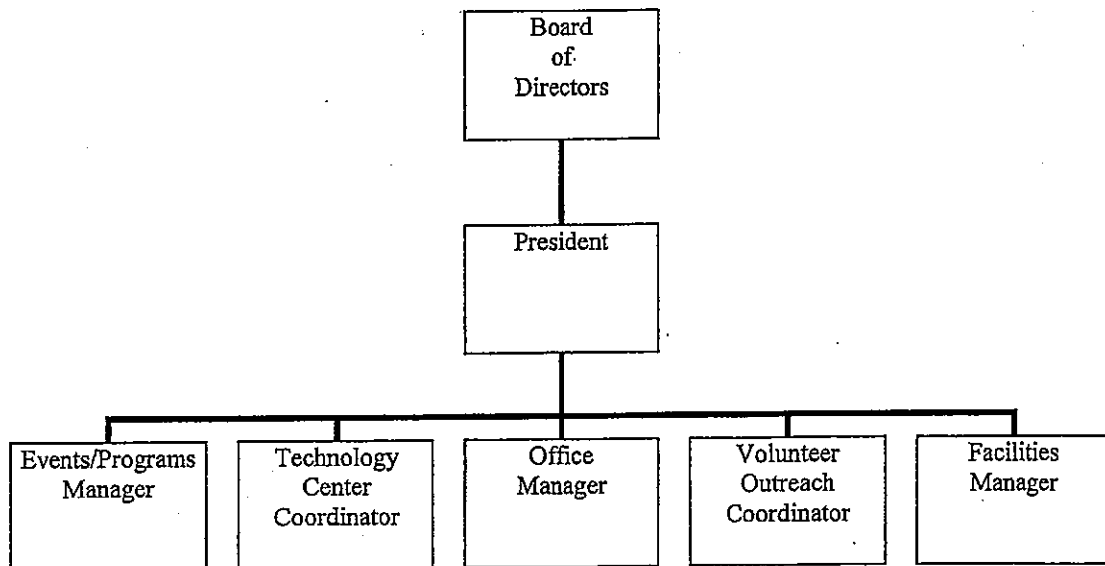 Board
of
Directors
President
Events/Programs
Manager
Technology
Center
Coordinator
Office
Manager
Volunteer
Outreach
Coordinator
Facilities
Manager